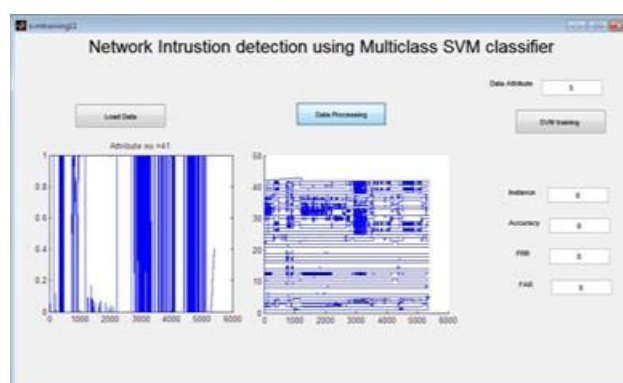 svmtraining22
Network Intrustion detection using Multiclass SVM classifier
Data Attribute
5
Load Data
Data Processing
SVM training
Attribute no =41
1
0.8
0.6
0.4
0.2
0
0 1000 2000 3000 4000 5000 6000
50
40
30
20
10
0
0 1000 2000 3000 4000 5000 6000
Instance
0
Accuracy
0
FRR
0
FAR
0